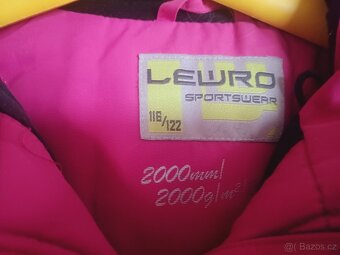 LEWRO
SPORTSWEAR
116/122
2000mm/
2000g/m²
© Bazos.cz